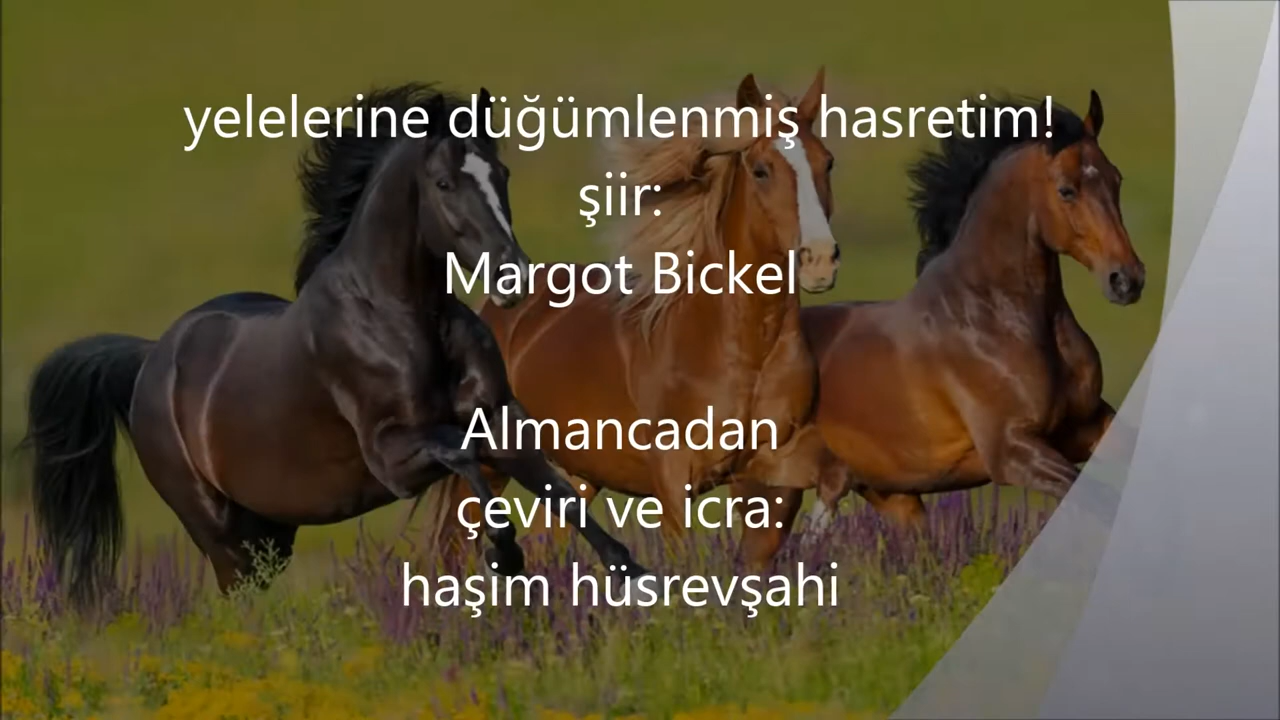 yelelerine düğümlenmiş hasretim!
şiir:
Margot Bickel
Almancadan
çeviri ve icra:
haşim hüsrevşahi